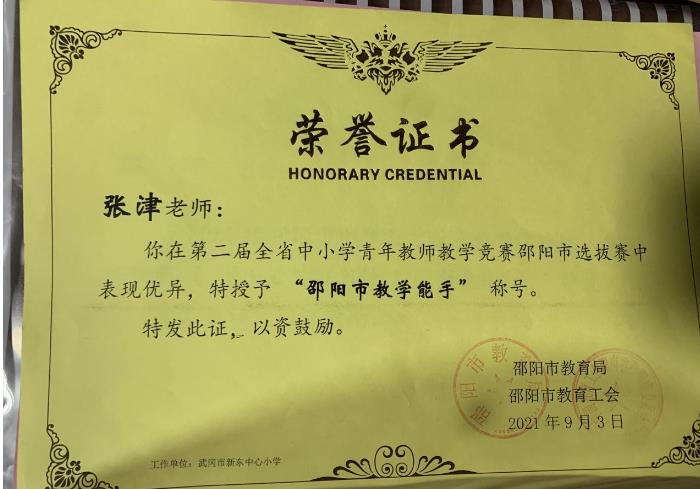 荣誉证书
HONORARY CREDENTIAL
张津老师：
你在第二届全省中小学青年教师教学竞赛邵阳市选拔赛中
表现优异，特授予“邵阳市教学能手”称号。
特发此证，以资鼓励。
邵阳市教育局
邵阳市教育工会
2021年9月3日
工作单位：武冈市新东中心小学